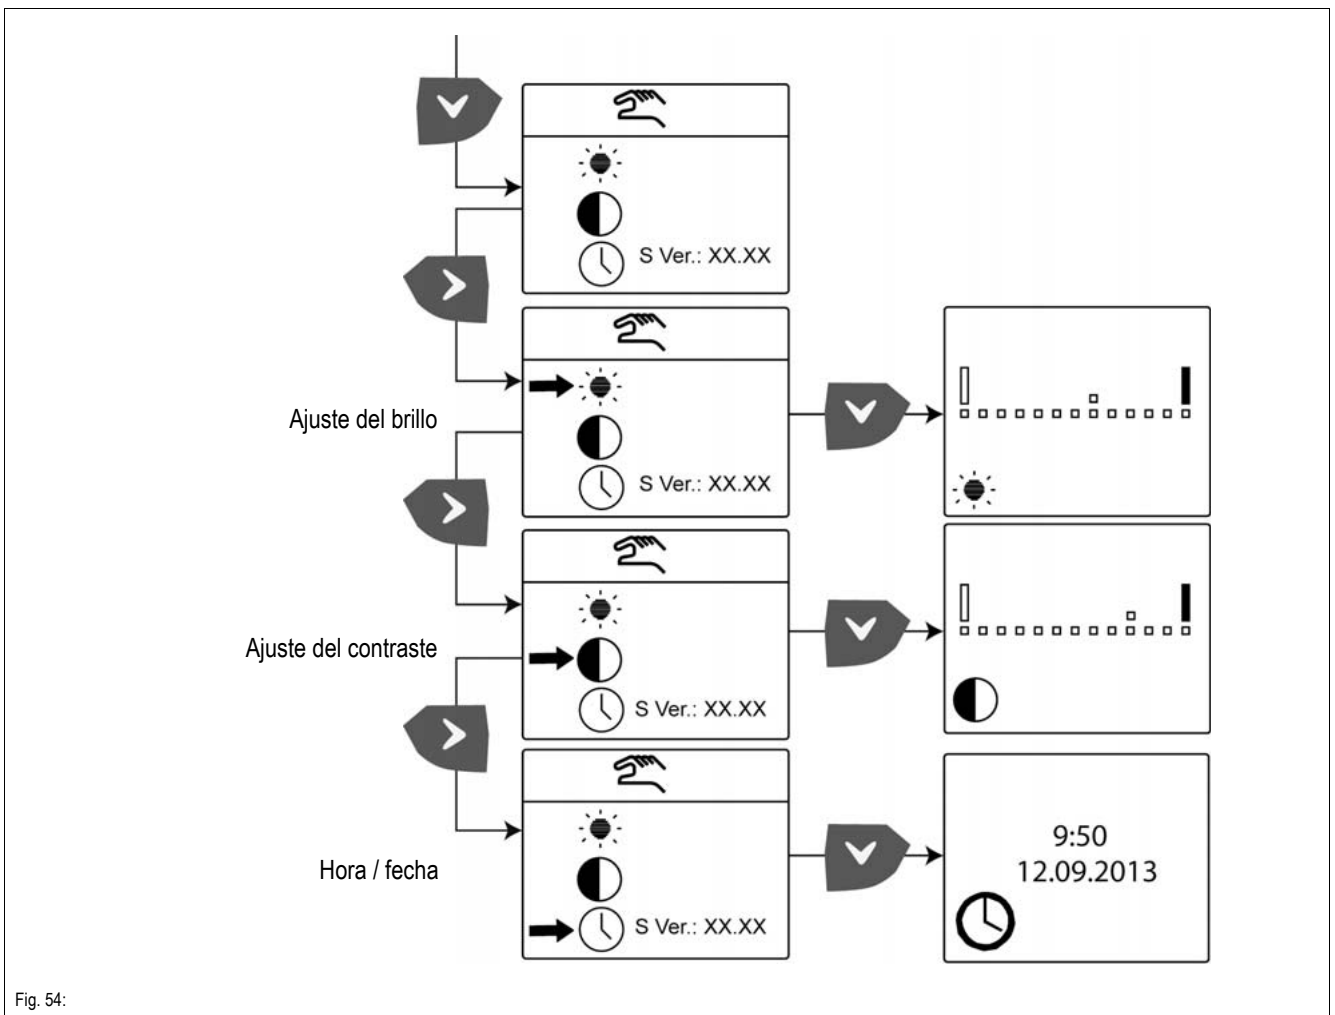 S Ver.: XX.XX
Ajuste del brillo
S Ver.: XX.XX
Ajuste del contraste
S Ver.: XX.XX
Hora / fecha
S Ver.: XX.XX
9:50
12.09.2013
Fig. 54: